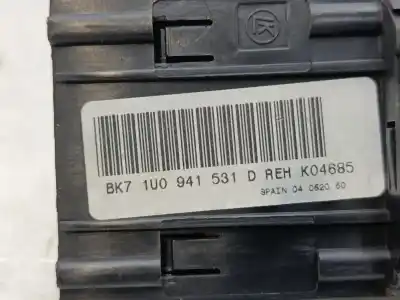 BK7 1U0 941 531 D REH K04685
SPAIN 04 0620 60